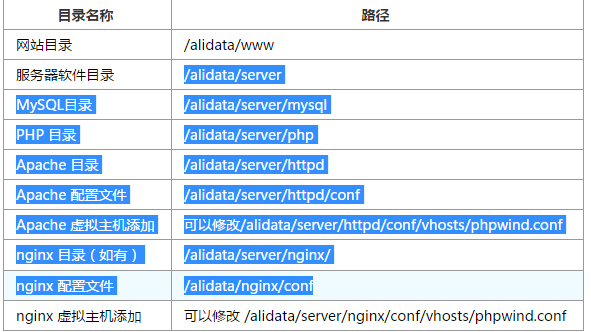 目录名称 路径
网站目录 /alidata/www
服务器软件目录 /alidata/server
MySQL目录 /alidata/server/mysql
PHP 目录 /alidata/server/php
Apache 目录 /alidata/server/httpd
Apache 配置文件 /alidata/server/httpd/conf
Apache 虚拟主机添加 可以修改/alidata/server/httpd/conf/vhosts/phpwind.conf
nginx 目录（如有） /alidata/server/nginx/
nginx 配置文件 /alidata/nginx/conf
nginx 虚拟主机添加 可以修改 /alidata/server/nginx/conf/vhosts/phpwind.conf